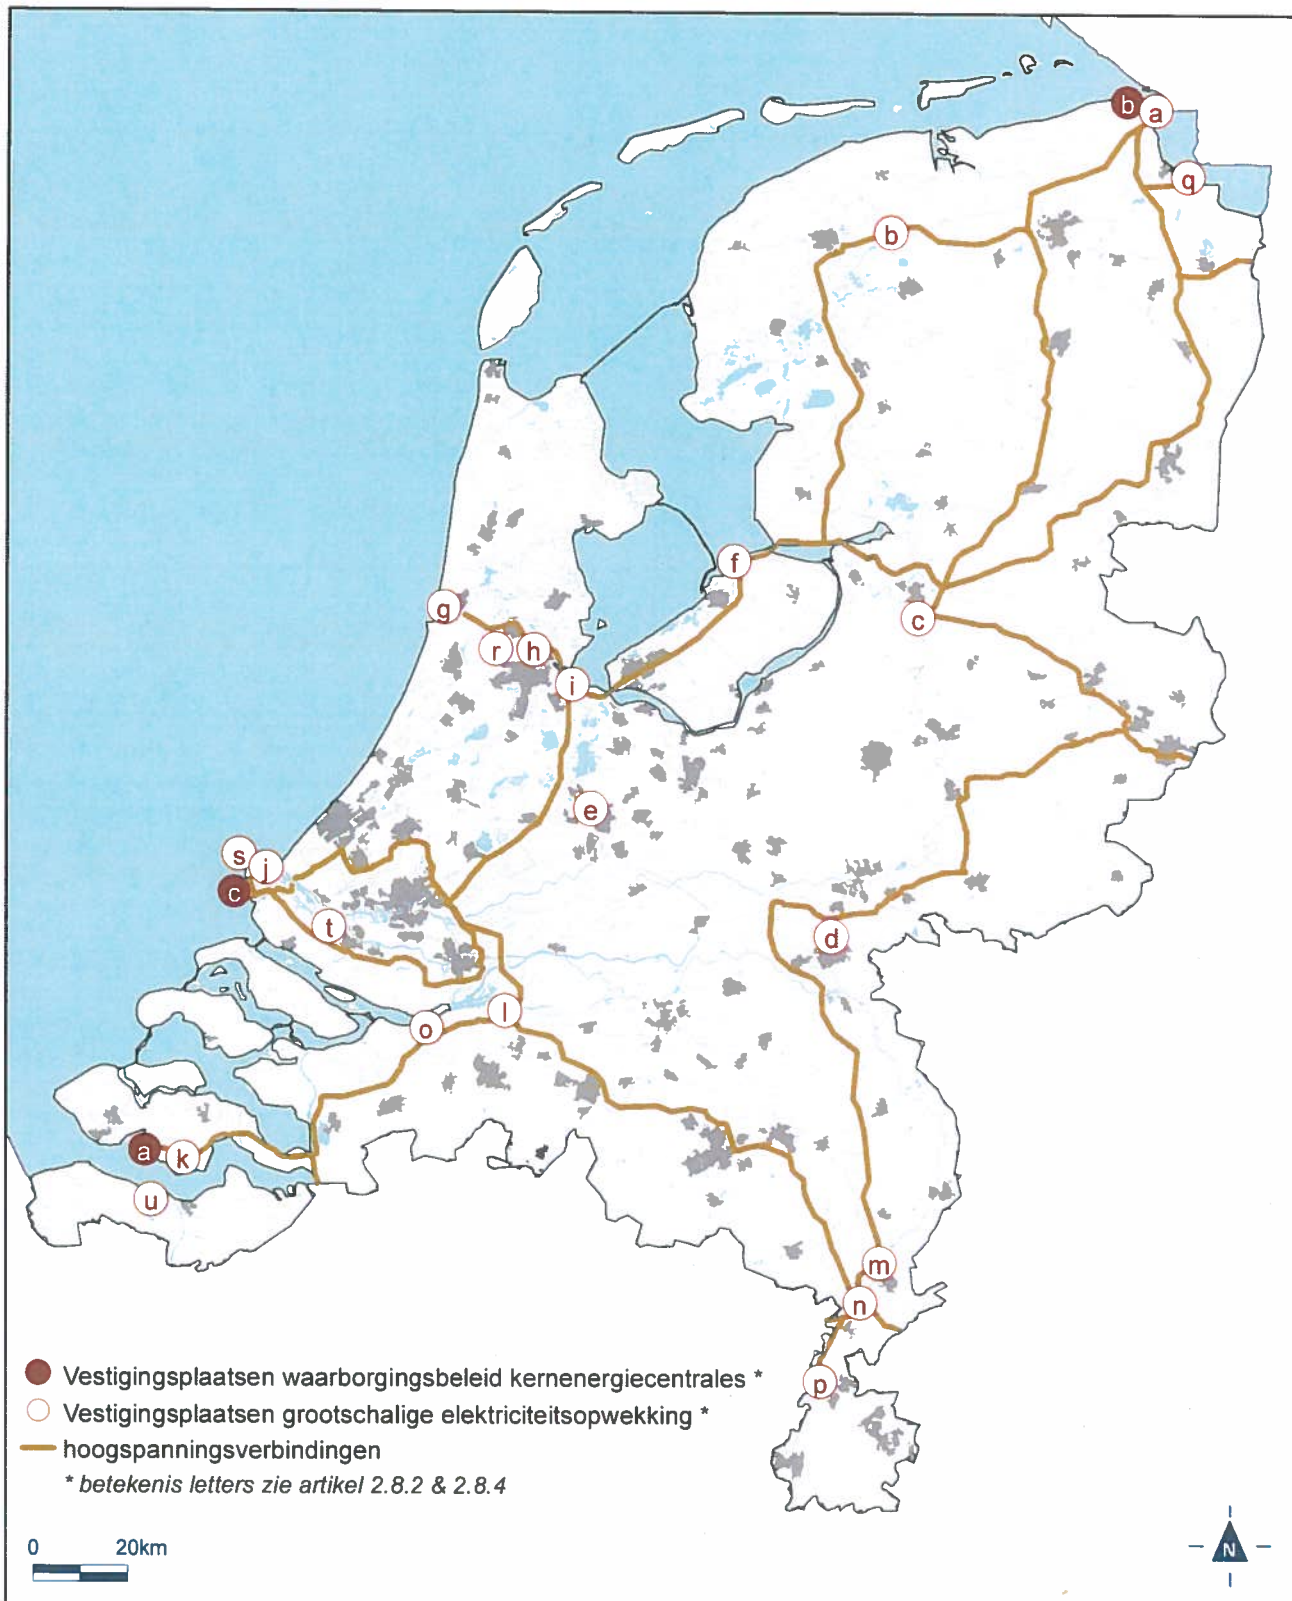 b a
q
b
f
g
c
r h
i
e
s j
c
t
d
l
o
a k
u
m
n
p
Vestigingsplaatsen waarborgingsbeleid kernenergiecentrales *
Vestigingsplaatsen grootschalige elektriciteitsopwekking *
hoogspanningsverbindingen
* betekenis letters zie artikel 2.8.2 & 2.8.4
0 20km
N